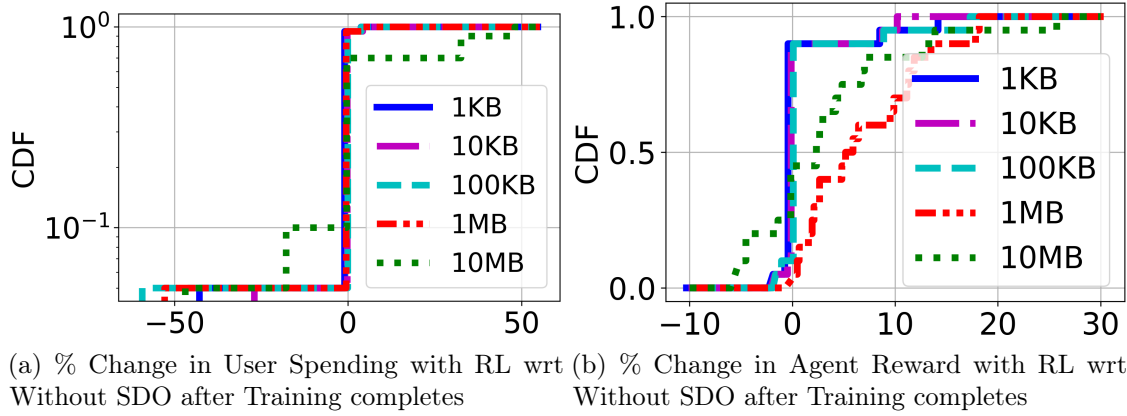 10⁰
10⁻¹
CDF
1KB
10KB
100KB
1MB
10MB
−50
0
50
1.0
0.5
0.0
CDF
1KB
10KB
100KB
1MB
10MB
−10
0
10
20
30
(a) % Change in User Spending with RL wrt
Without SDO after Training completes
(b) % Change in Agent Reward with RL wrt
Without SDO after Training completes